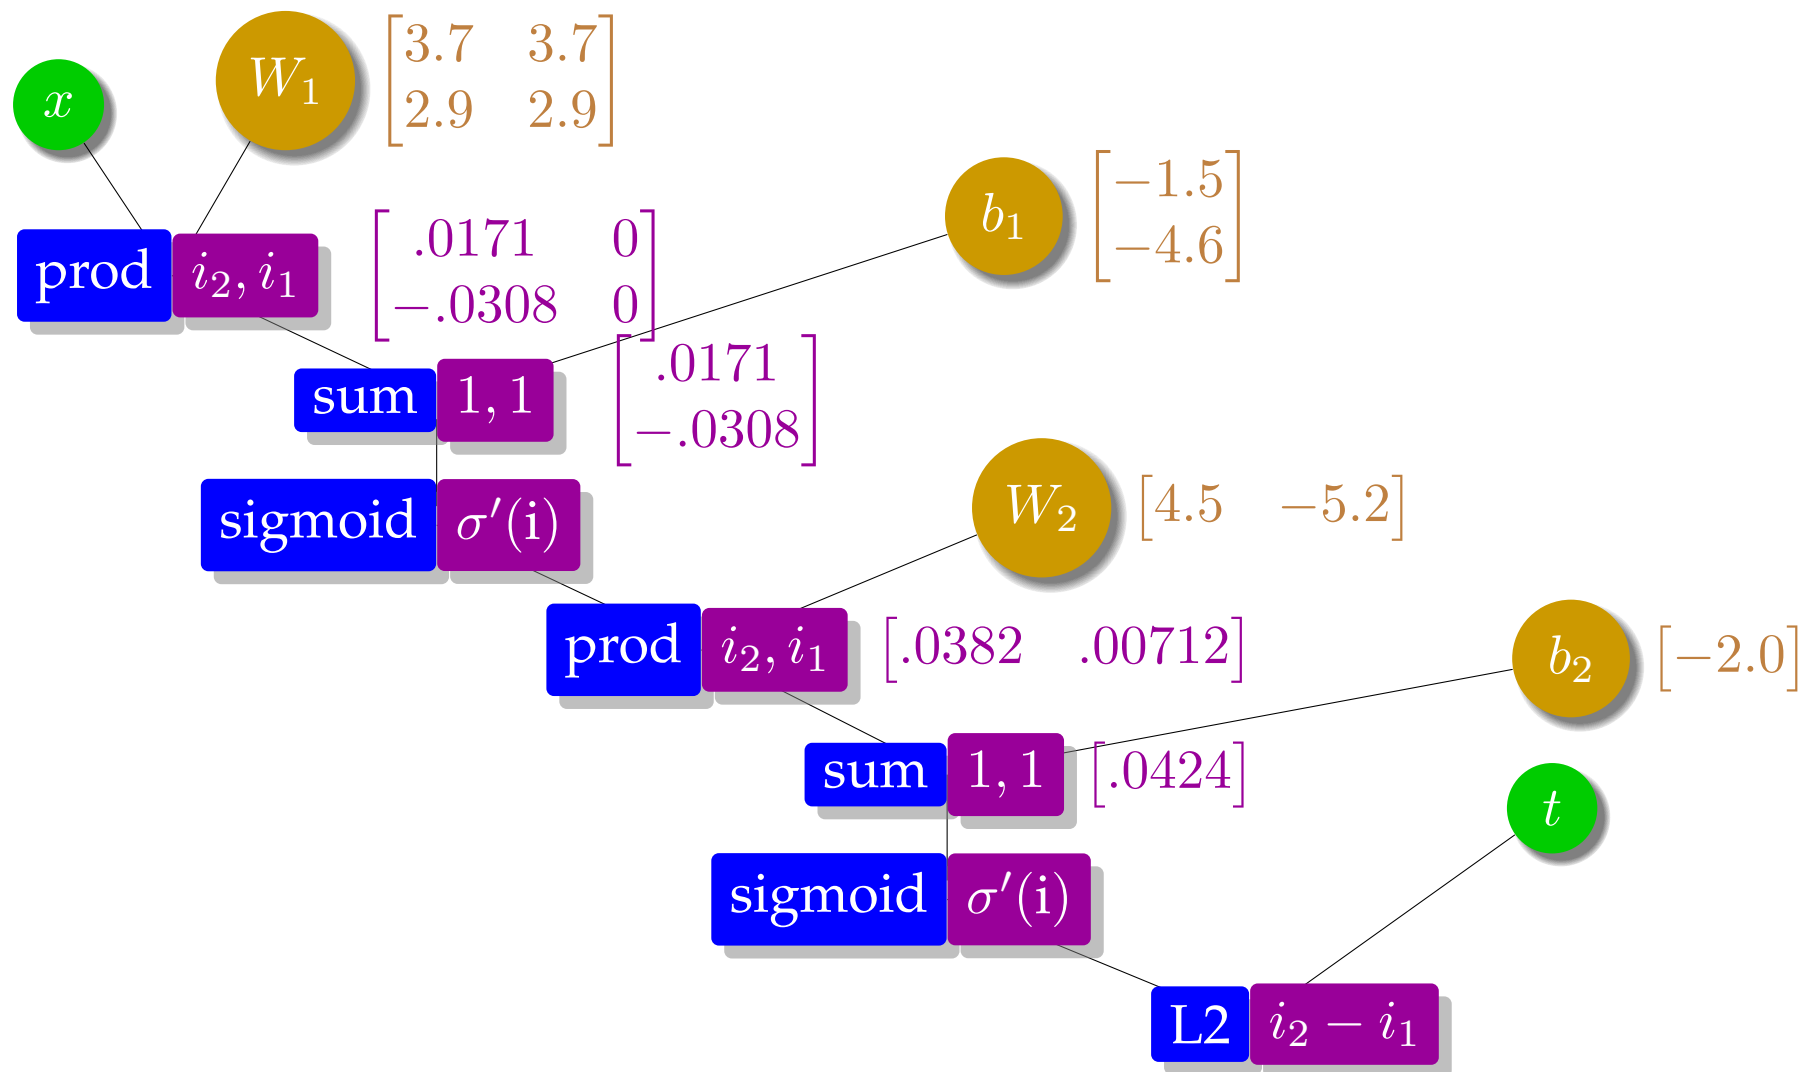 x
W₁
[3.7 3.7]
[2.9 2.9]
b₁
[−1.5]
[−4.6]
prod i₂, i₁
[.0171 0]
[−.0308 0]
sum 1, 1
[.0171]
[−.0308]
sigmoid σ′(i)
W₂
[4.5 −5.2]
prod i₂, i₁
[.0382 .00712]
b₂
[−2.0]
sum 1, 1
[.0424]
t
sigmoid σ′(i)
L2 i₂ − i₁